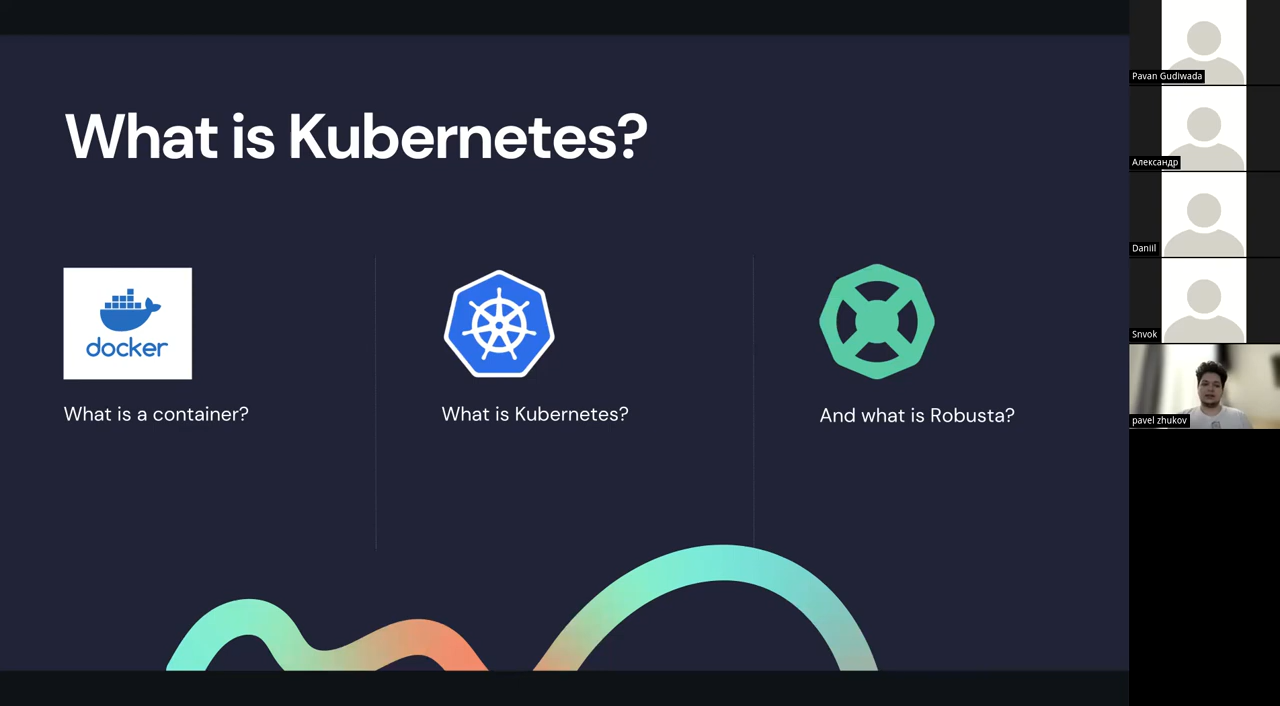 What is Kubernetes?
docker
What is a container?
What is Kubernetes?
And what is Robusta?
Pavan Gudiwada
Александр
Daniil
Snvok
pavel zhukov